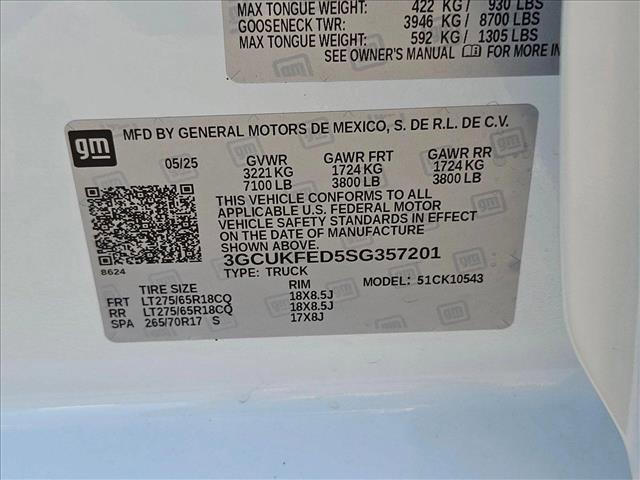 MAX TONGUE WEIGHT: 422 KG / 930 LBS
GOOSENECK TWR: 3946 KG / 8700 LBS
MAX TONGUE WEIGHT: 592 KG / 1305 LBS
SEE OWNER'S MANUAL FOR MORE IN
gm
MFD BY GENERAL MOTORS DE MEXICO, S. DE R.L. DE C.V.
05/25 GVWR GAWR FRT GAWR RR
3221 KG 1724 KG 1724 KG
7100 LB 3800 LB 3800 LB
THIS VEHICLE CONFORMS TO ALL
APPLICABLE U.S. FEDERAL MOTOR
VEHICLE SAFETY STANDARDS IN EFFECT
ON THE DATE OF MANUFACTURE
SHOWN ABOVE.
8624
3GCUKFED5SG357201
TYPE: TRUCK MODEL: 51CK10543
TIRE SIZE RIM
FRT LT275/65R18CQ 18X8.5J
RR LT275/65R18CQ 18X8.5J
SPA 265/70R17 S 17X8J